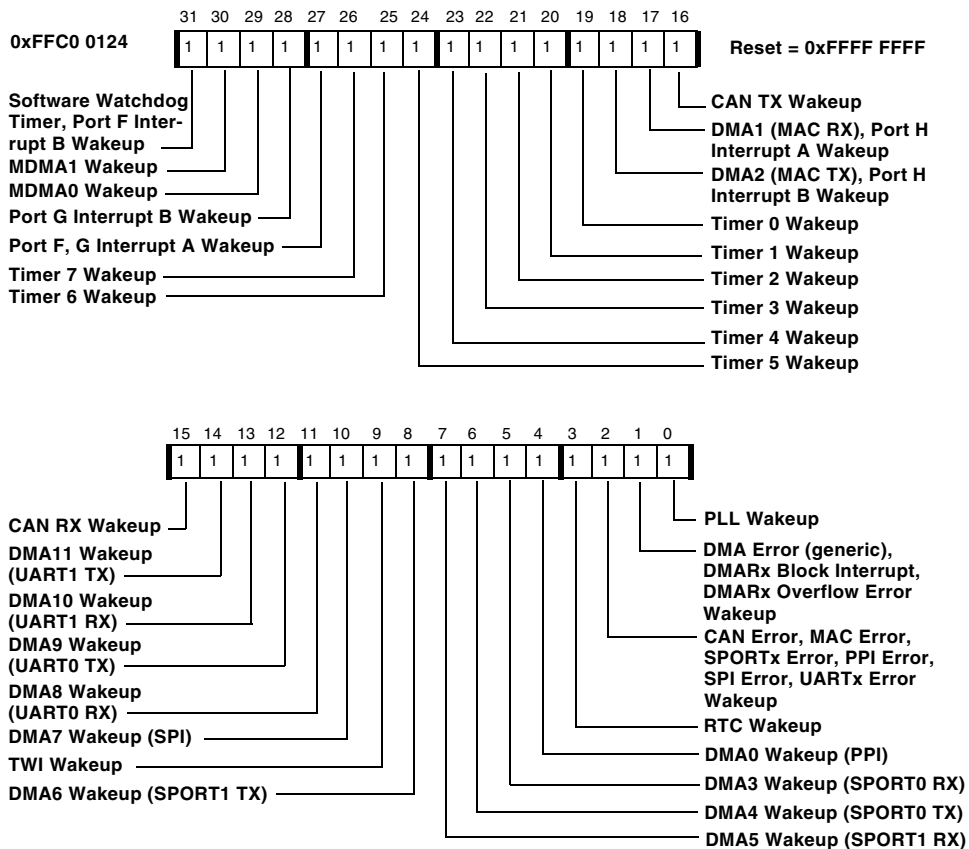 31 30 29 28 27 26 25 24 23 22 21 20 19 18 17 16
0xFFC0 0124
1 1 1 1 1 1 1 1 1 1 1 1 1 1 1 1
Reset = 0xFFFF FFFF
Software Watchdog
Timer, Port F Inter-
rupt B Wakeup
MDMA1 Wakeup
MDMA0 Wakeup
Port G Interrupt B Wakeup
Port F, G Interrupt A Wakeup
Timer 7 Wakeup
Timer 6 Wakeup
CAN TX Wakeup
DMA1 (MAC RX), Port H
Interrupt A Wakeup
DMA2 (MAC TX), Port H
Interrupt B Wakeup
Timer 0 Wakeup
Timer 1 Wakeup
Timer 2 Wakeup
Timer 3 Wakeup
Timer 4 Wakeup
Timer 5 Wakeup
15 14 13 12 11 10 9 8 7 6 5 4 3 2 1 0
1 1 1 1 1 1 1 1 1 1 1 1 1 1 1 1
CAN RX Wakeup
DMA11 Wakeup
(UART1 TX)
DMA10 Wakeup
(UART1 RX)
DMA9 Wakeup
(UART0 TX)
DMA8 Wakeup
(UART0 RX)
DMA7 Wakeup (SPI)
TWI Wakeup
DMA6 Wakeup (SPORT1 TX)
PLL Wakeup
DMA Error (generic),
DMARx Block Interrupt,
DMARx Overflow Error
Wakeup
CAN Error, MAC Error,
SPORTx Error, PPI Error,
SPI Error, UARTx Error
Wakeup
RTC Wakeup
DMA0 Wakeup (PPI)
DMA3 Wakeup (SPORT0 RX)
DMA4 Wakeup (SPORT0 TX)
DMA5 Wakeup (SPORT1 RX)